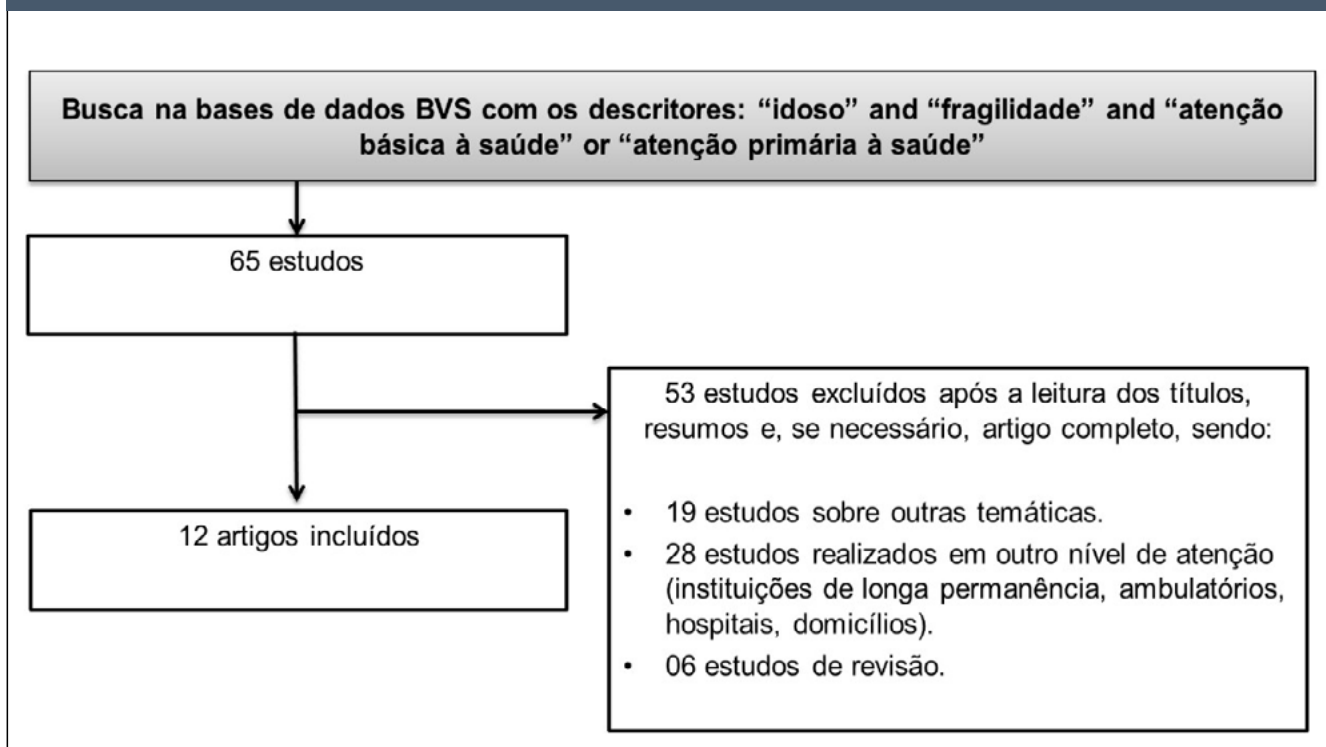 Busca na bases de dados BVS com os descritores: “idoso” and “fragilidade” and “atenção
básica à saúde” or “atenção primária à saúde”
65 estudos
53 estudos excluídos após a leitura dos títulos,
resumos e, se necessário, artigo completo, sendo:
12 artigos incluídos
• 19 estudos sobre outras temáticas.
• 28 estudos realizados em outro nível de atenção
(instituições de longa permanência, ambulatórios,
hospitais, domicílios).
• 06 estudos de revisão.